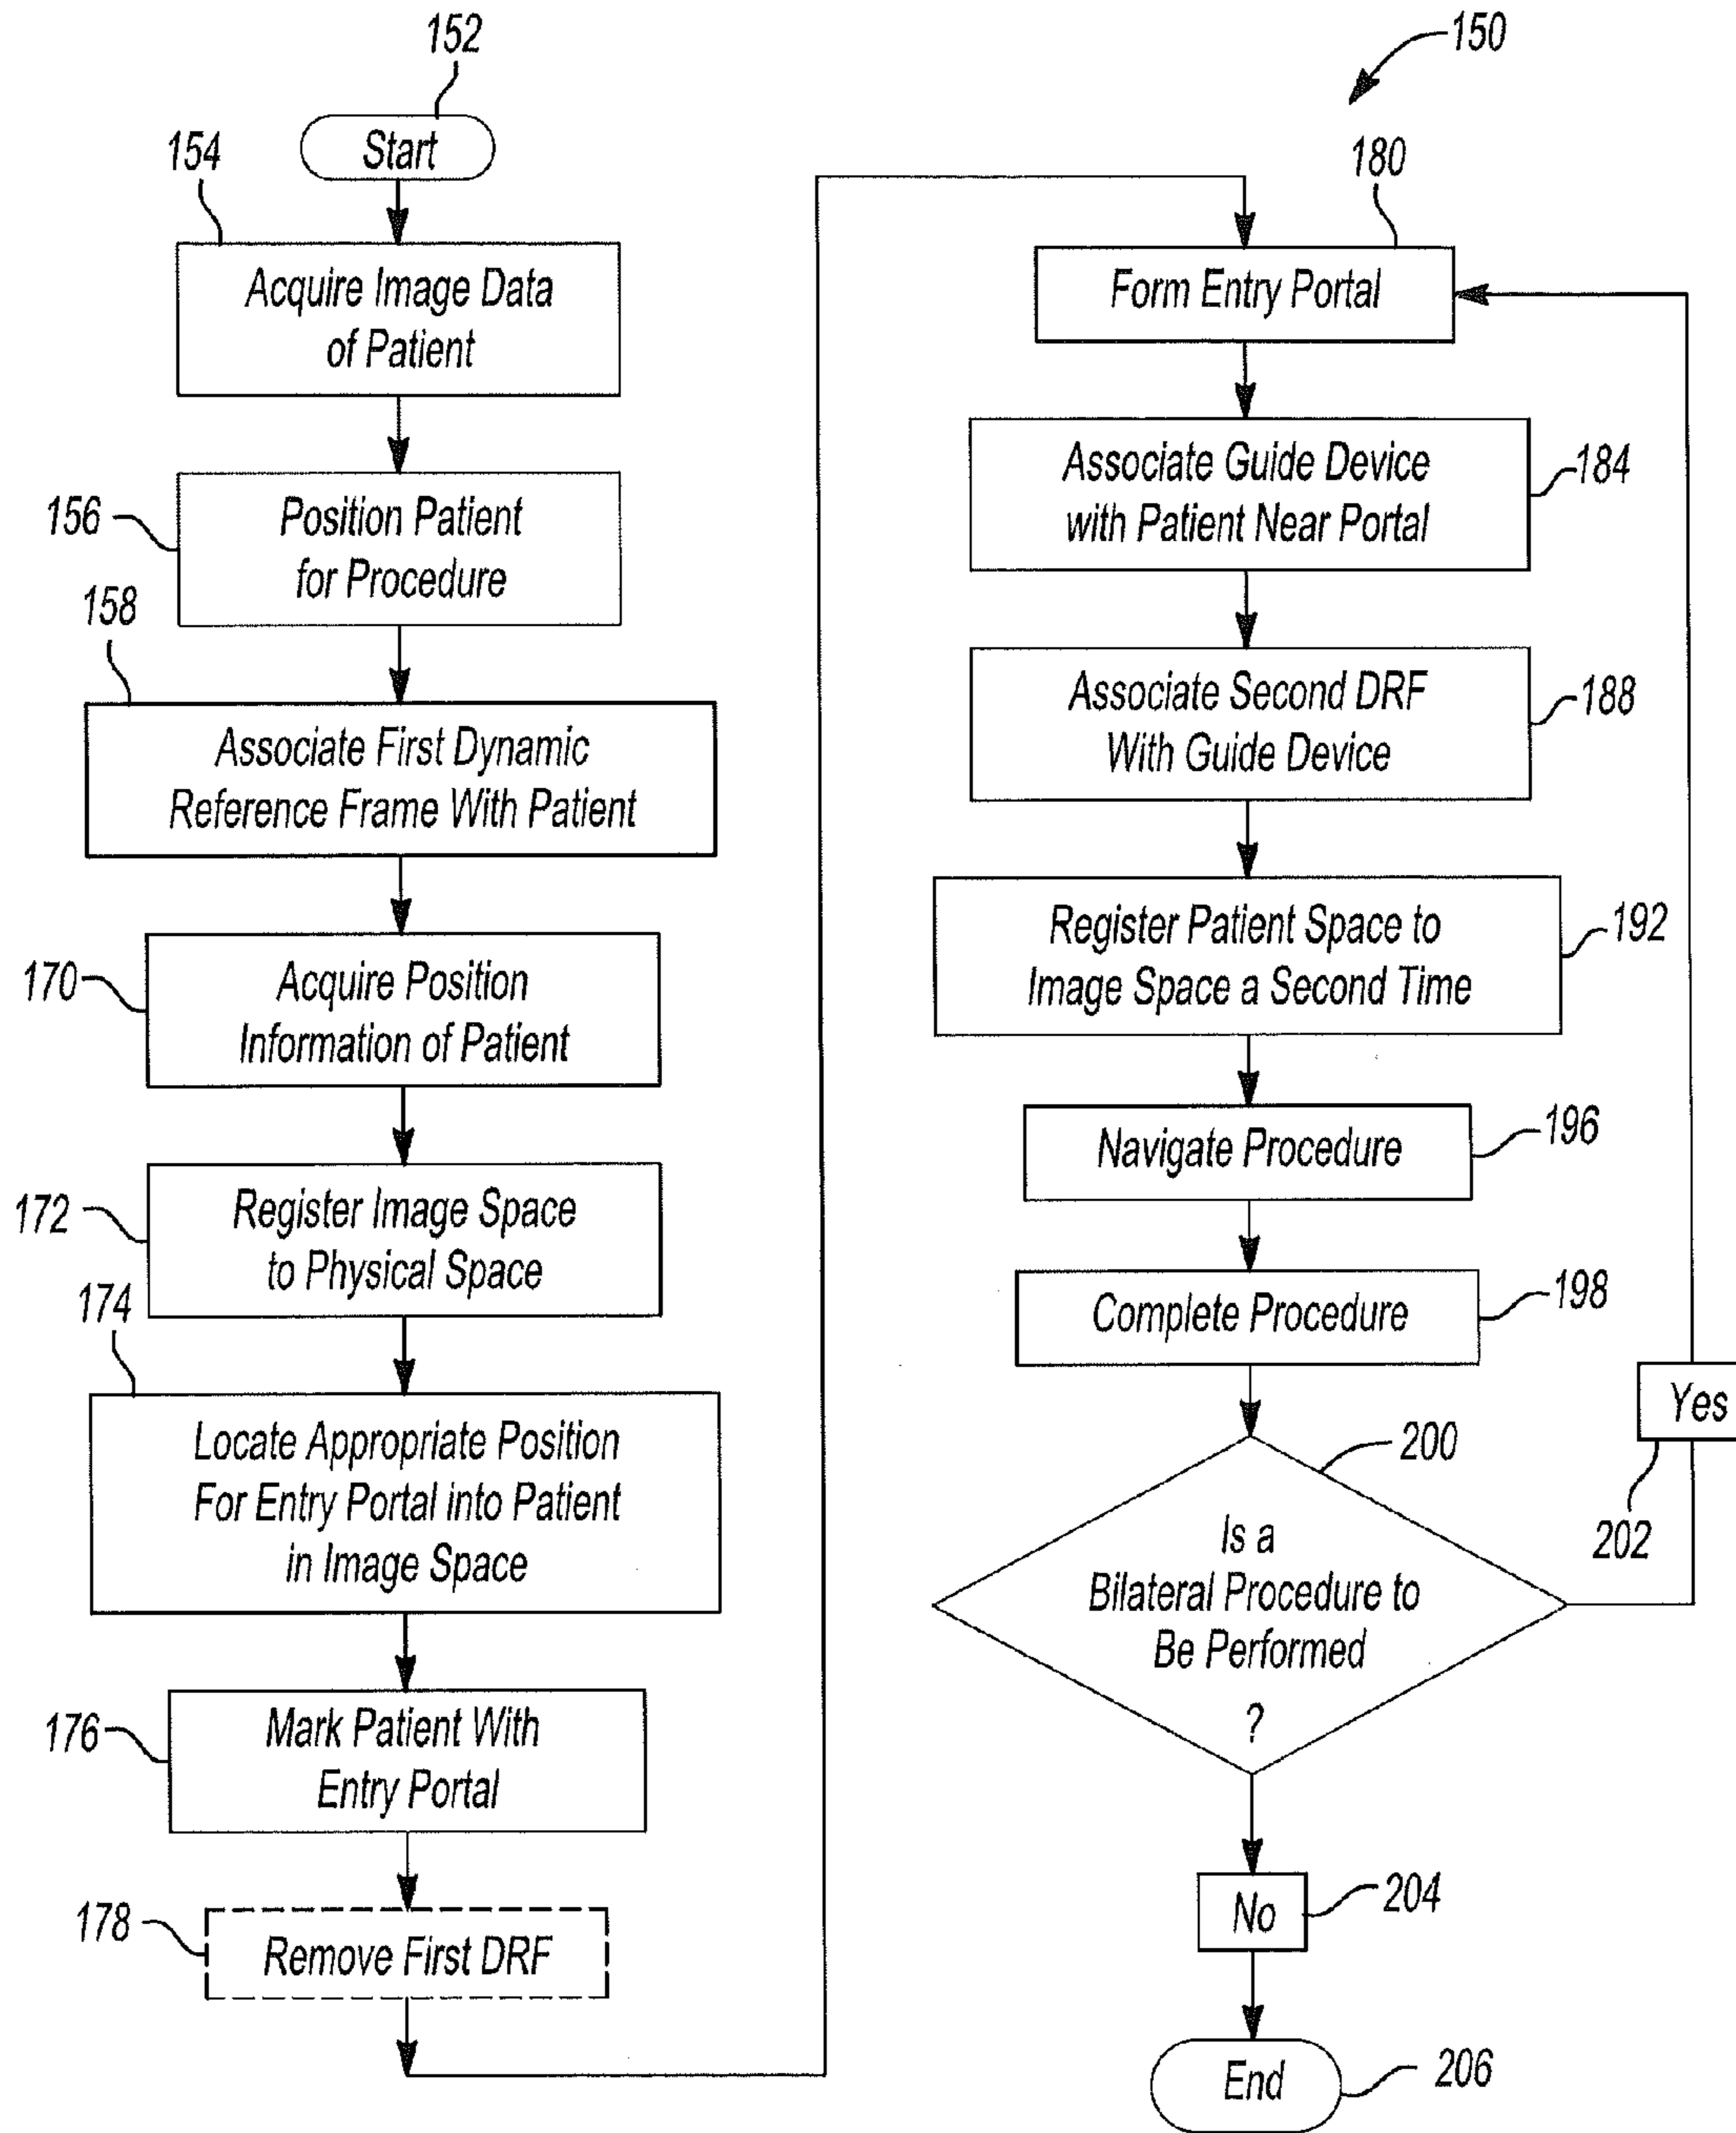 152
Start
154
Acquire Image Data
of Patient
156
Position Patient
for Procedure
158
Associate First Dynamic
Reference Frame With Patient
170
Acquire Position
Information of Patient
172
Register Image Space
to Physical Space
174
Locate Appropriate Position
For Entry Portal into Patient
in Image Space
176
Mark Patient With
Entry Portal
178
Remove First DRF
150
180
Form Entry Portal
Associate Guide Device
with Patient Near Portal
184
Associate Second DRF
With Guide Device
188
Register Patient Space to
Image Space a Second Time
192
Navigate Procedure
196
Complete Procedure
198
200
Is a
Bilateral Procedure to
Be Performed
?
Yes
202
No
204
End
206